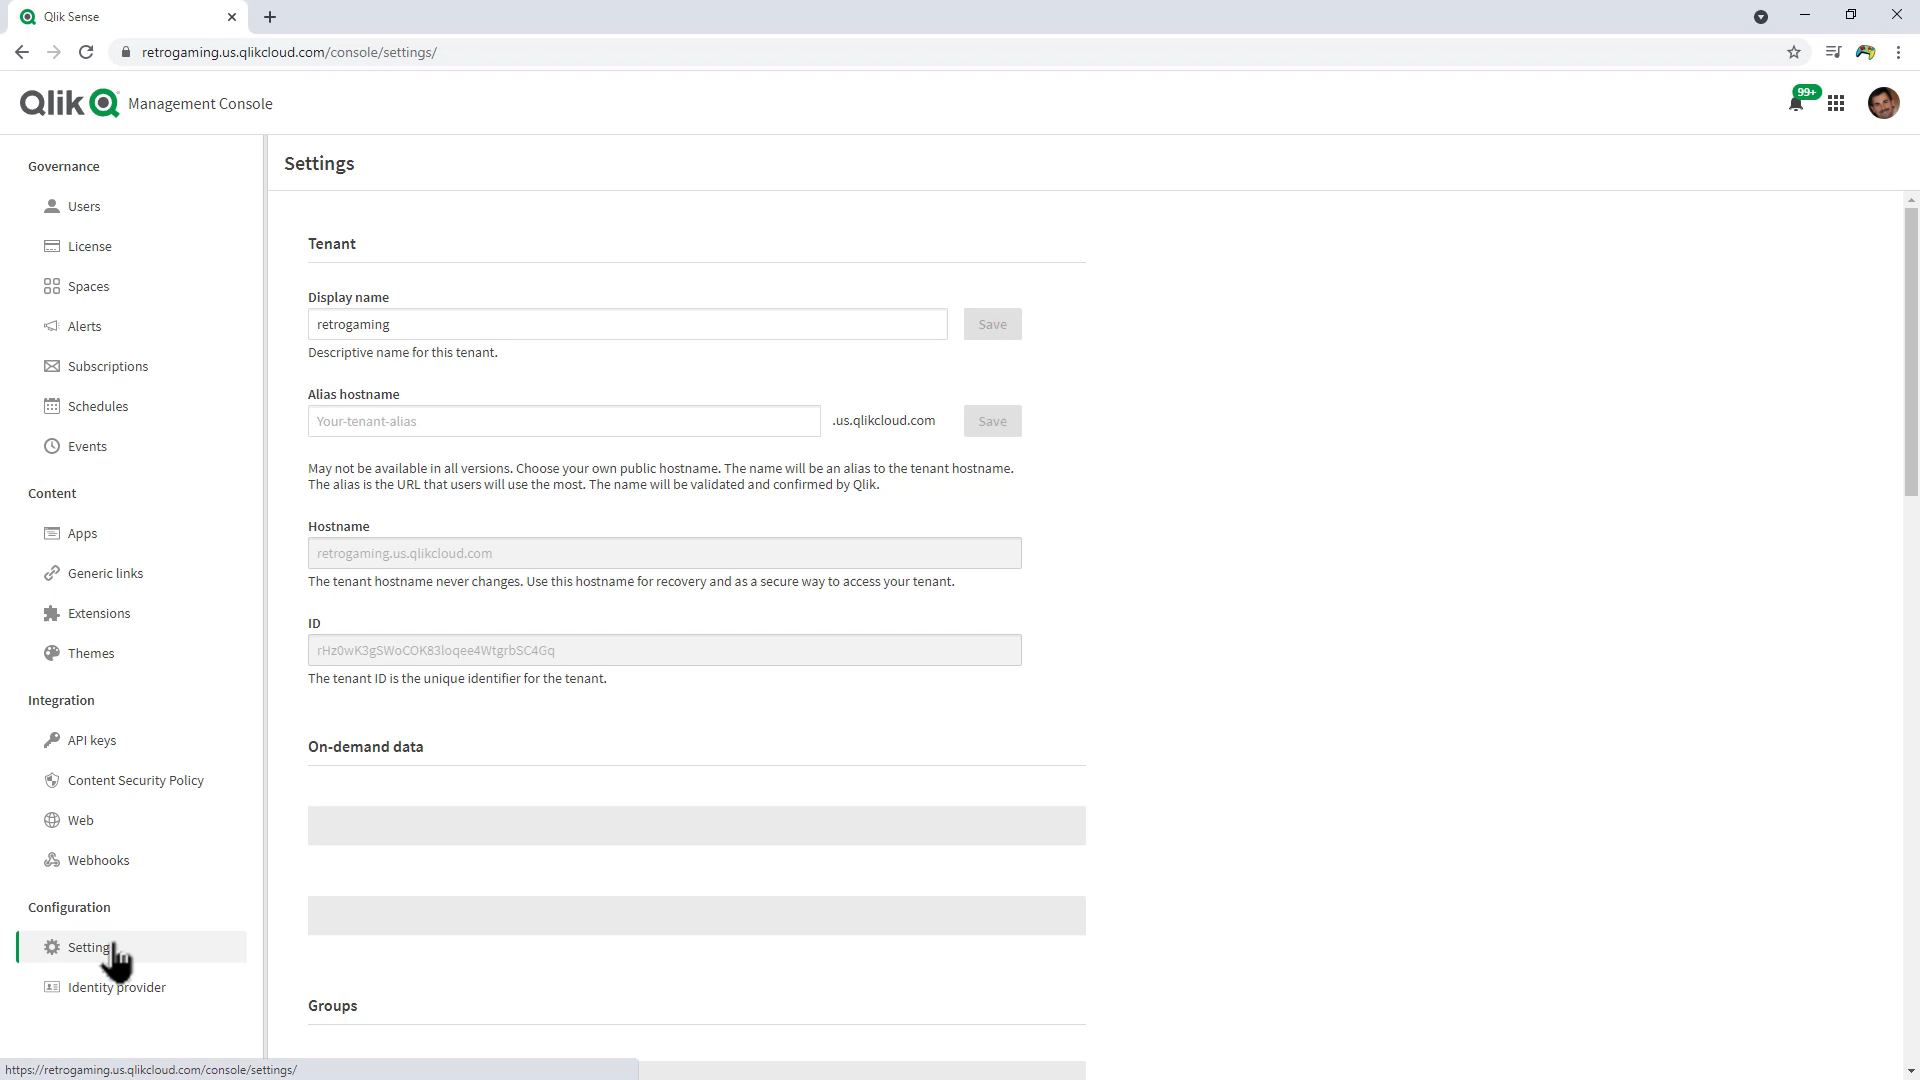 Qlik Sense
retrogaming.us.qlikcloud.com/console/settings/
Qlik Management Console
99+
Governance
Users
License
Spaces
Alerts
Subscriptions
Schedules
Events
Content
Apps
Generic links
Extensions
Themes
Integration
API keys
Content Security Policy
Web
Webhooks
Configuration
Setting
Identity provider
Settings
Tenant
Display name
retrogaming Save
Descriptive name for this tenant.
Alias hostname
Your-tenant-alias .us.qlikcloud.com Save
May not be available in all versions. Choose your own public hostname. The name will be an alias to the tenant hostname.
The alias is the URL that users will use the most. The name will be validated and confirmed by Qlik.
Hostname
retrogaming.us.qlikcloud.com
The tenant hostname never changes. Use this hostname for recovery and as a secure way to access your tenant.
ID
rHz0wK3gSWoCOK83loqee4WtgrbSC4Gq
The tenant ID is the unique identifier for the tenant.
On-demand data
Groups
https://retrogaming.us.qlikcloud.com/console/settings/